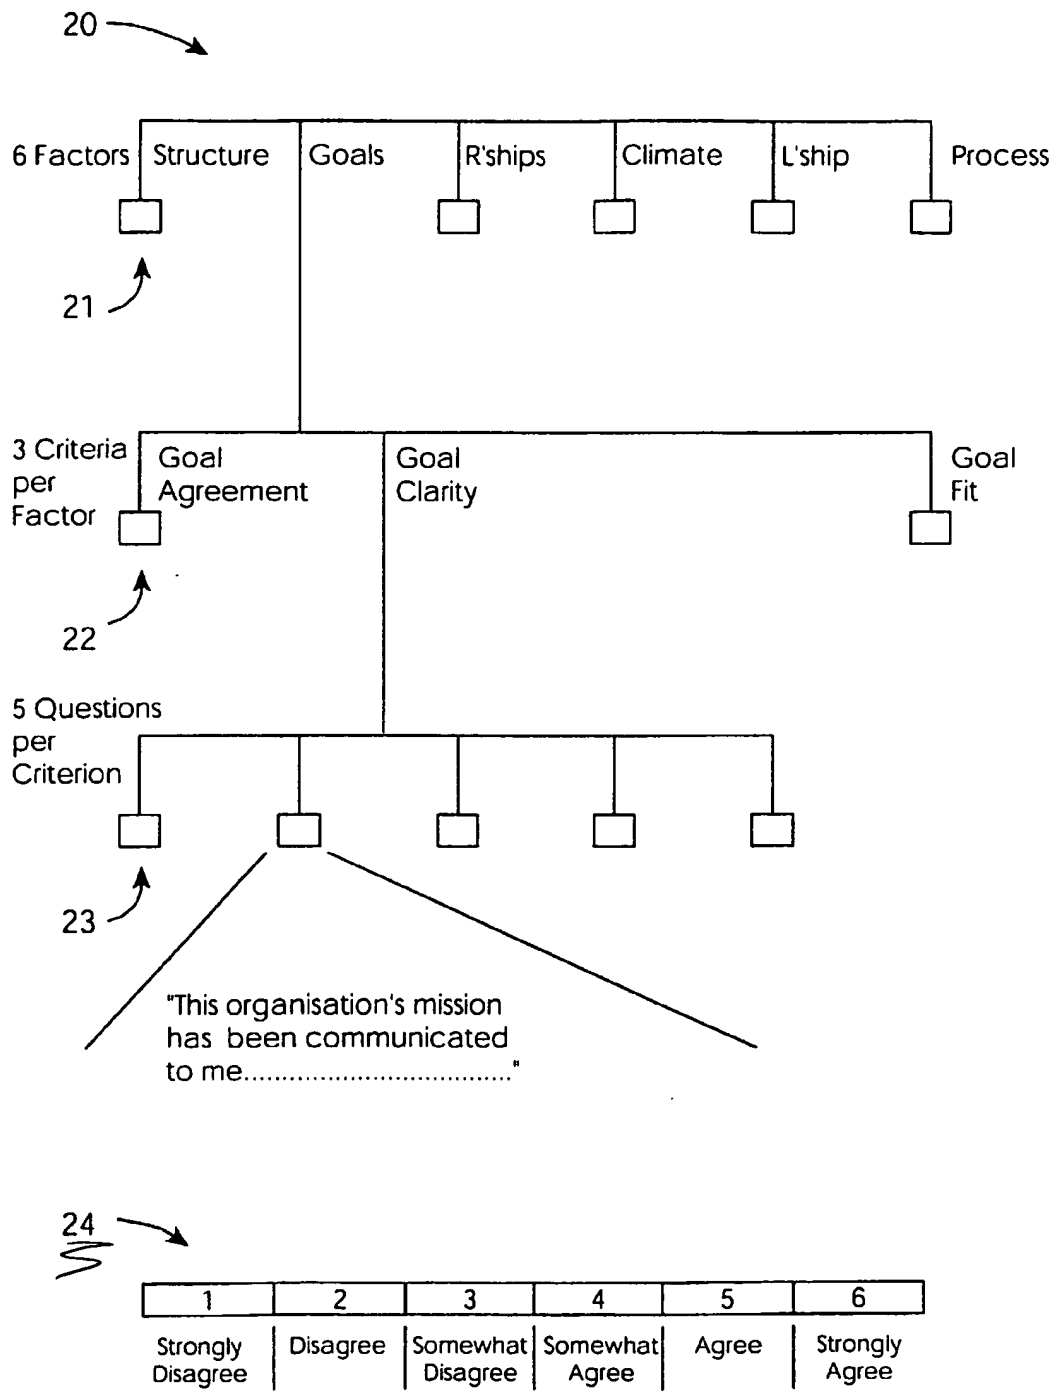 20
6 Factors Structure Goals R'ships Climate L'ship Process
21
3 Criteria
per
Factor
Goal
Agreement
Goal
Clarity
Goal
Fit
22
5 Questions
per
Criterion
23
"This organisation's mission
has been communicated
to me..................................."
24
1 2 3 4 5 6
Strongly
Disagree
Disagree
Somewhat
Disagree
Somewhat
Agree
Agree
Strongly
Agree